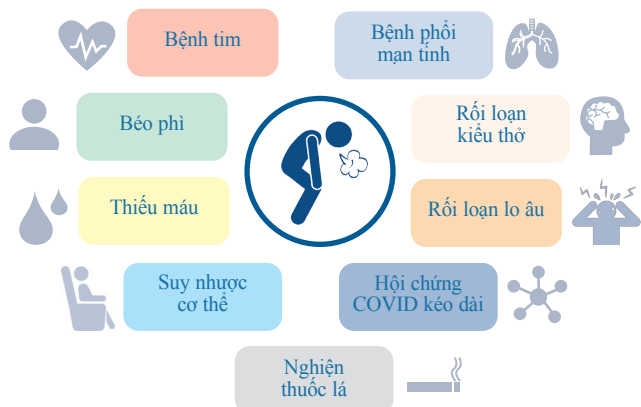 Bệnh tim
Bệnh phổi
mạn tính
Béo phì
Rối loạn
kiểu thở
Thiếu máu
Rối loạn lo âu
Suy nhược
cơ thể
Hội chứng
COVID kéo dài
Nghiện
thuốc lá